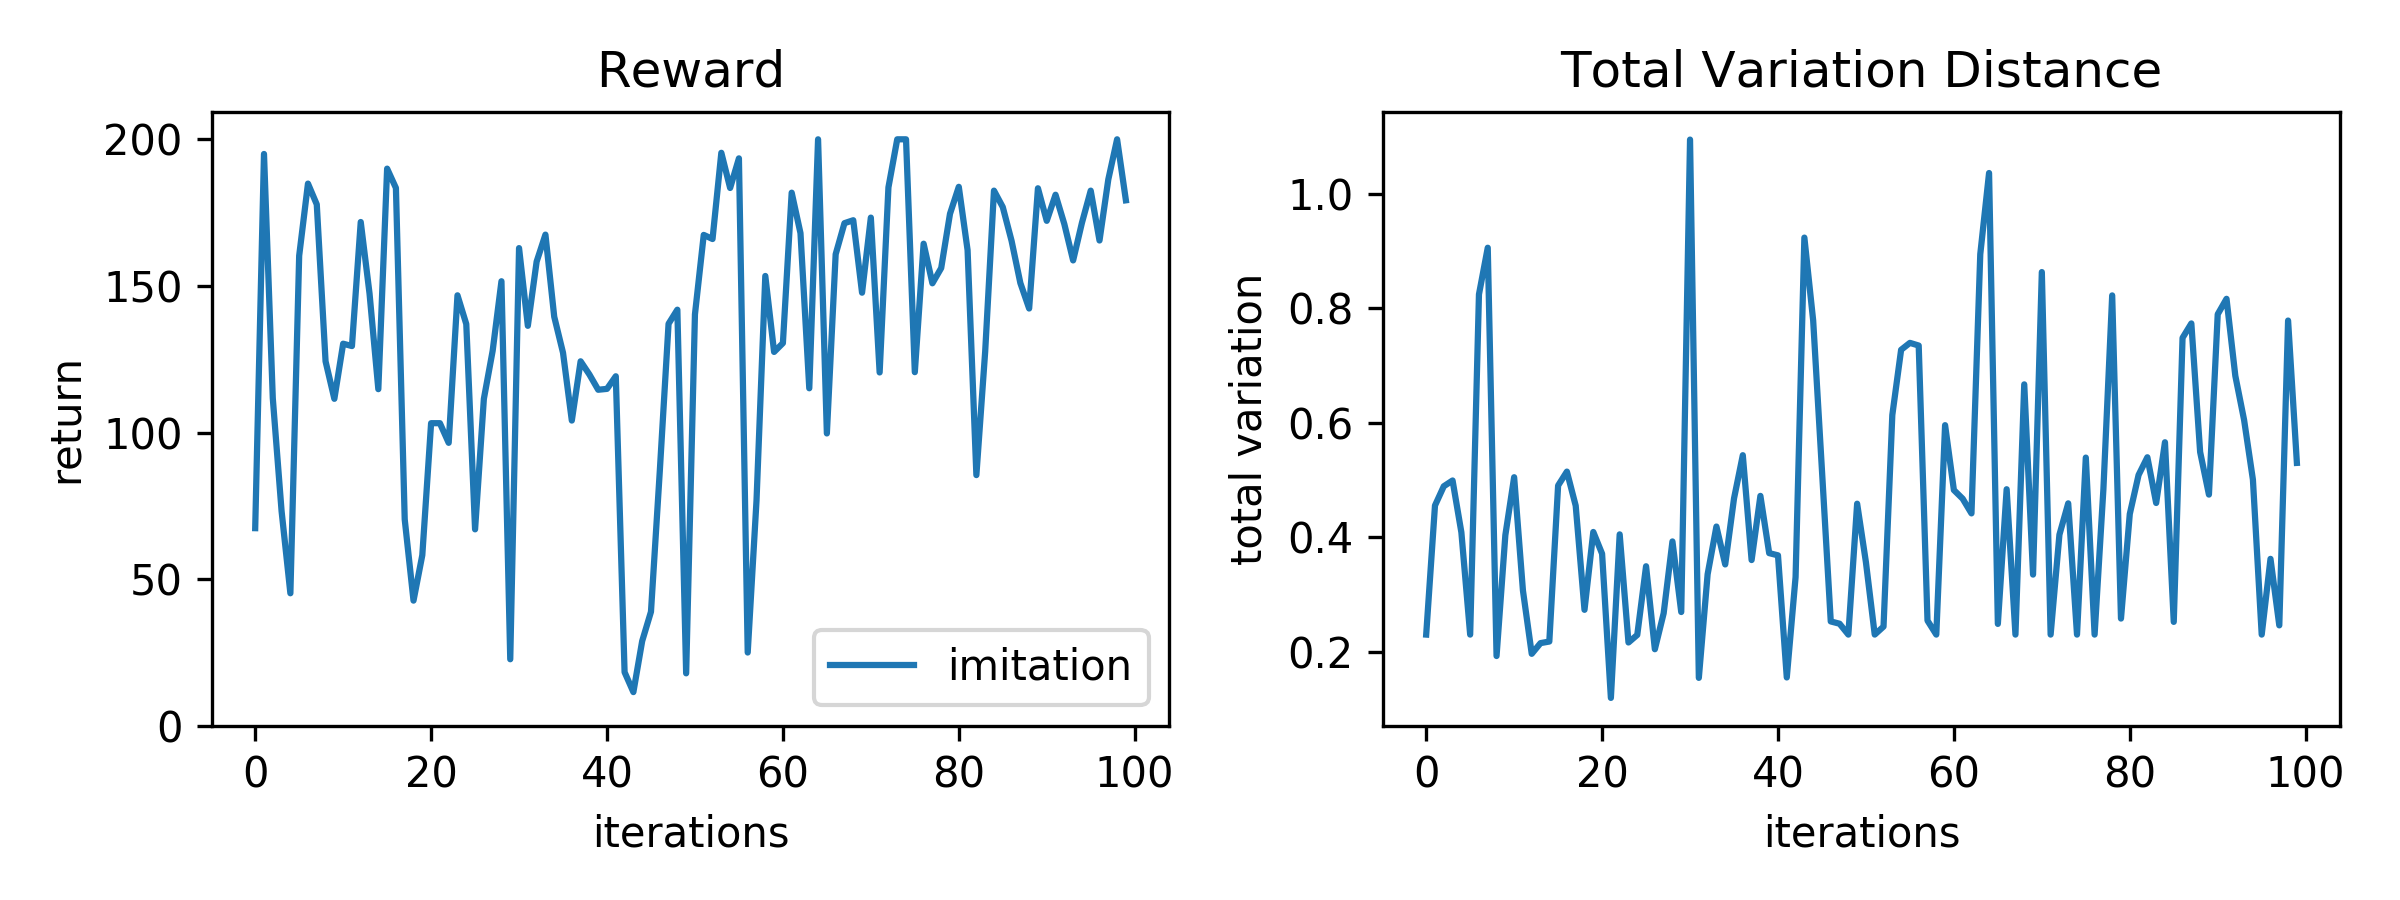 Reward
200
150
100
50
0
return
0 20 40 60 80 100
iterations
imitation
Total Variation Distance
1.0
0.8
0.6
0.4
0.2
total variation
0 20 40 60 80 100
iterations